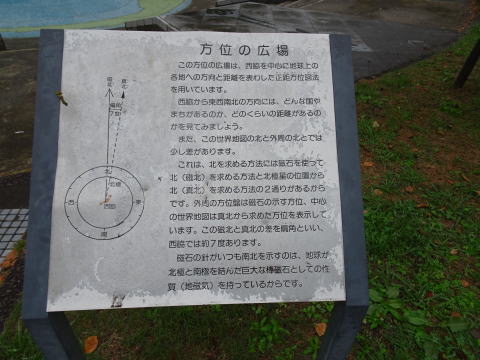 方位の広場
この方位の広場は、西脇を中心に地球上の
各地への方向と距離を表わした正距方位図法
を用いています。
西脇から東西南北の方向には、どんな国や
まちがあるのか、どのくらいの距離があるの
かを見てみましょう。
また、この世界地図の北と外周の北とでは
少し差があります。
これは、北を求める方法には磁石を使って
北（磁北）を求める方法と北極星の位置から
北（真北）を求める方法の2通りがあるから
です。外周の方位盤は磁石の示す方位、中心
の世界地図は真北から求めた方位を表示して
います。この磁北と真北の差を偏角といい、
西脇では約7度あります。
磁石の針がいつも南北を示すのは、地球が
北極と南極を結んだ巨大な棒磁石としての性
質（地磁気）を持っているからです。
磁北
真北
偏角
7°
北
北極
西
東
西脇
南